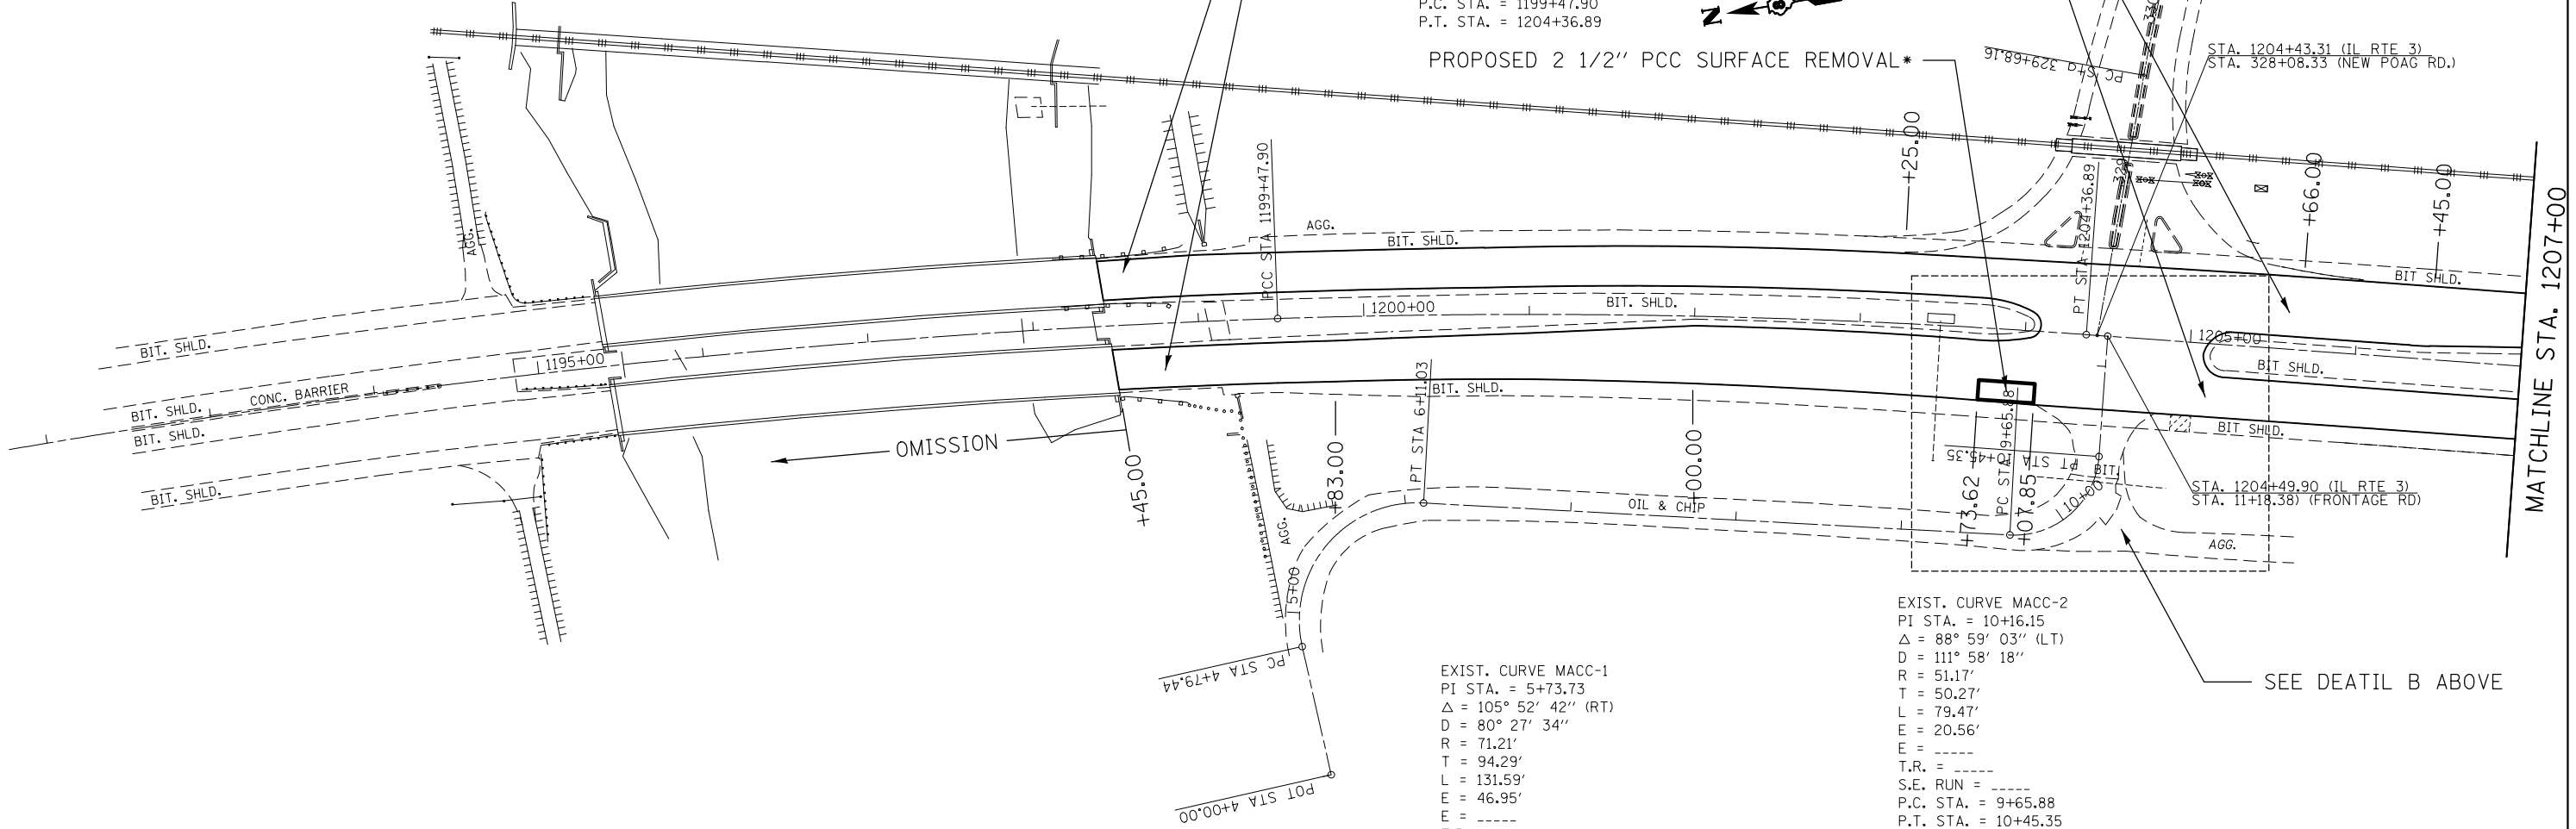 P.C. STA. = 1199+47.90
P.T. STA. = 1204+36.89
N
PROPOSED 2 1/2" PCC SURFACE REMOVAL*
PC Sta 329+68.16
STA. 1204+43.31 (IL RTE 3)
STA. 328+08.33 (NEW POAG RD.)
330
329
+25.00
+66.00
+45.00
MATCHLINE STA. 1207+00
PCC STA 1199+47.90
PT STA 1204+36.89
AGG.
AGG.
BIT. SHLD.
BIT. SHLD.
BIT SHLD.
1200+00
1205+00
BIT SHLD.
BIT. SHLD.
1195+00
CONC. BARRIER
BIT. SHLD.
BIT. SHLD.
BIT. SHLD.
BIT. SHLD.
BIT SHLD.
OMISSION
+45.00
+83.00
PT STA 6+11.03
+00.00
+73.62
PC STA 9+65.88
+07.85
PT STA 10+45.35
BIT.
10+00
OIL & CHIP
AGG.
AGG.
STA. 1204+49.90 (IL RTE 3)
STA. 11+18.38) (FRONTAGE RD)
5+00
PC STA 4+79.44
POT STA 4+00.00
SEE DEATIL B ABOVE
EXIST. CURVE MACC-1
PI STA. = 5+73.73
Δ = 105° 52' 42" (RT)
D = 80° 27' 34"
R = 71.21'
T = 94.29'
L = 131.59'
E = 46.95'
E = -----
EXIST. CURVE MACC-2
PI STA. = 10+16.15
Δ = 88° 59' 03" (LT)
D = 111° 58' 18"
R = 51.17'
T = 50.27'
L = 79.47'
E = 20.56'
E = -----
T.R. = -----
S.E. RUN = -----
P.C. STA. = 9+65.88
P.T. STA. = 10+45.35